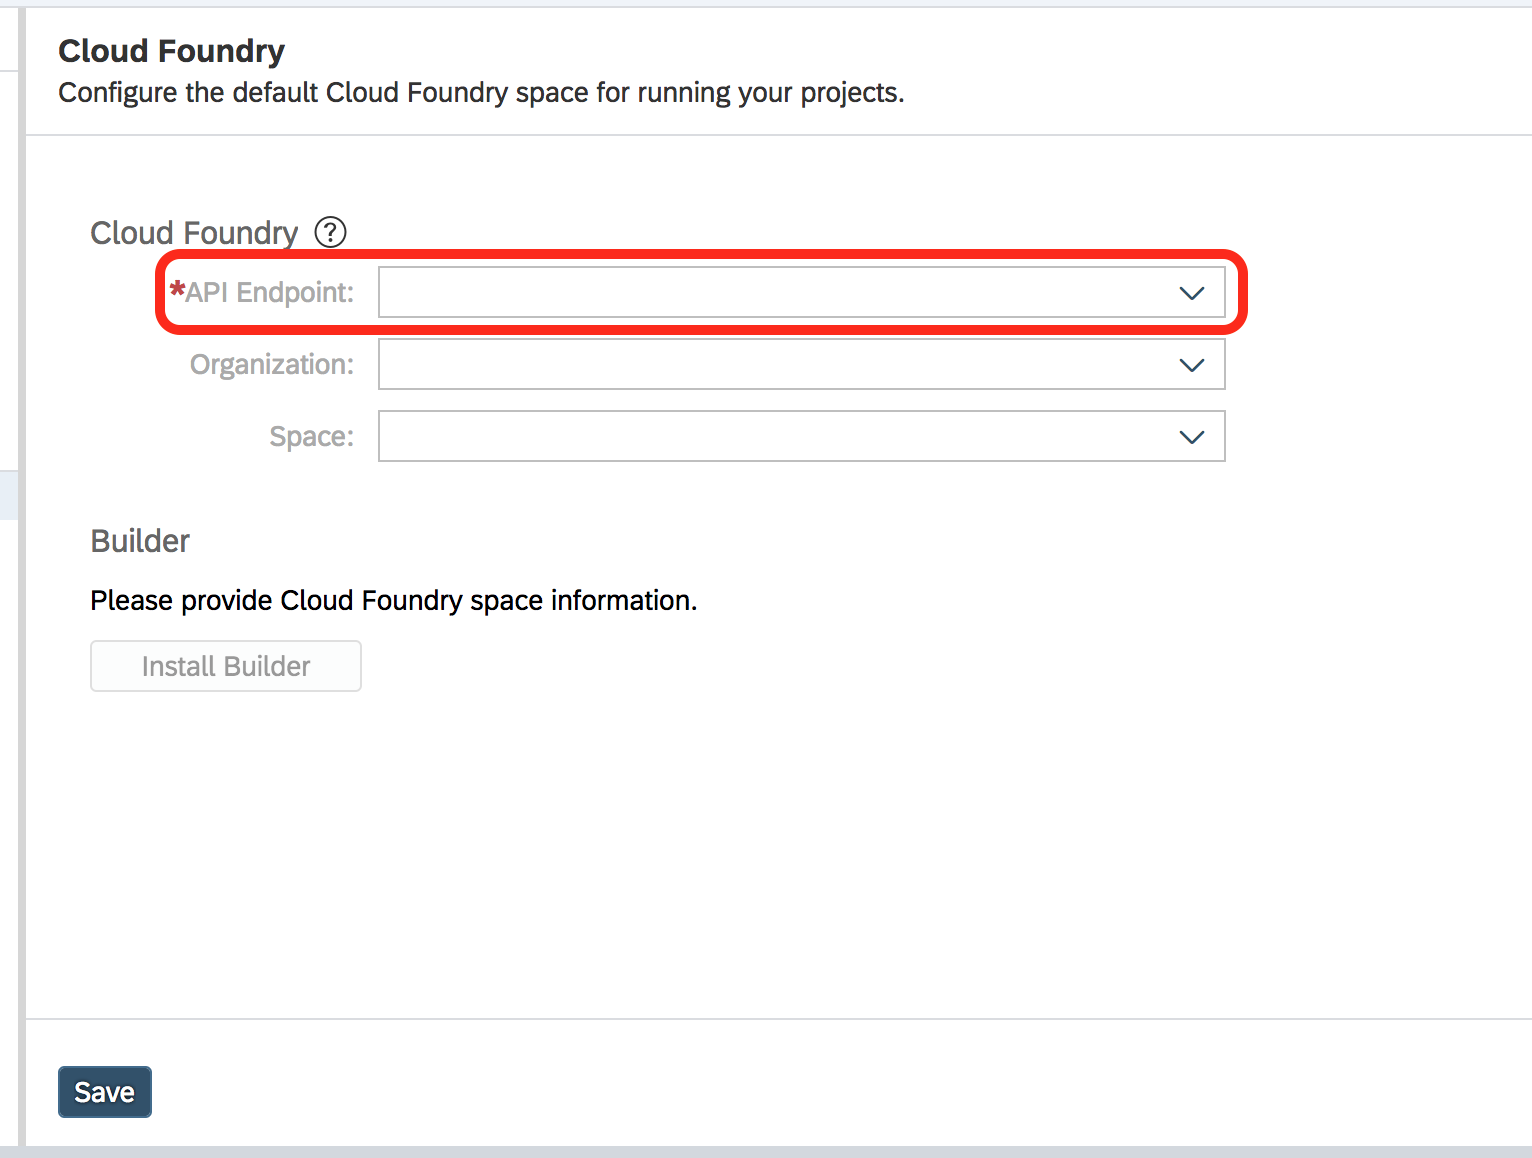 Cloud Foundry
Configure the default Cloud Foundry space for running your projects.
Cloud Foundry ?
*API Endpoint:
Organization:
Space:
Builder
Please provide Cloud Foundry space information.
Install Builder
Save